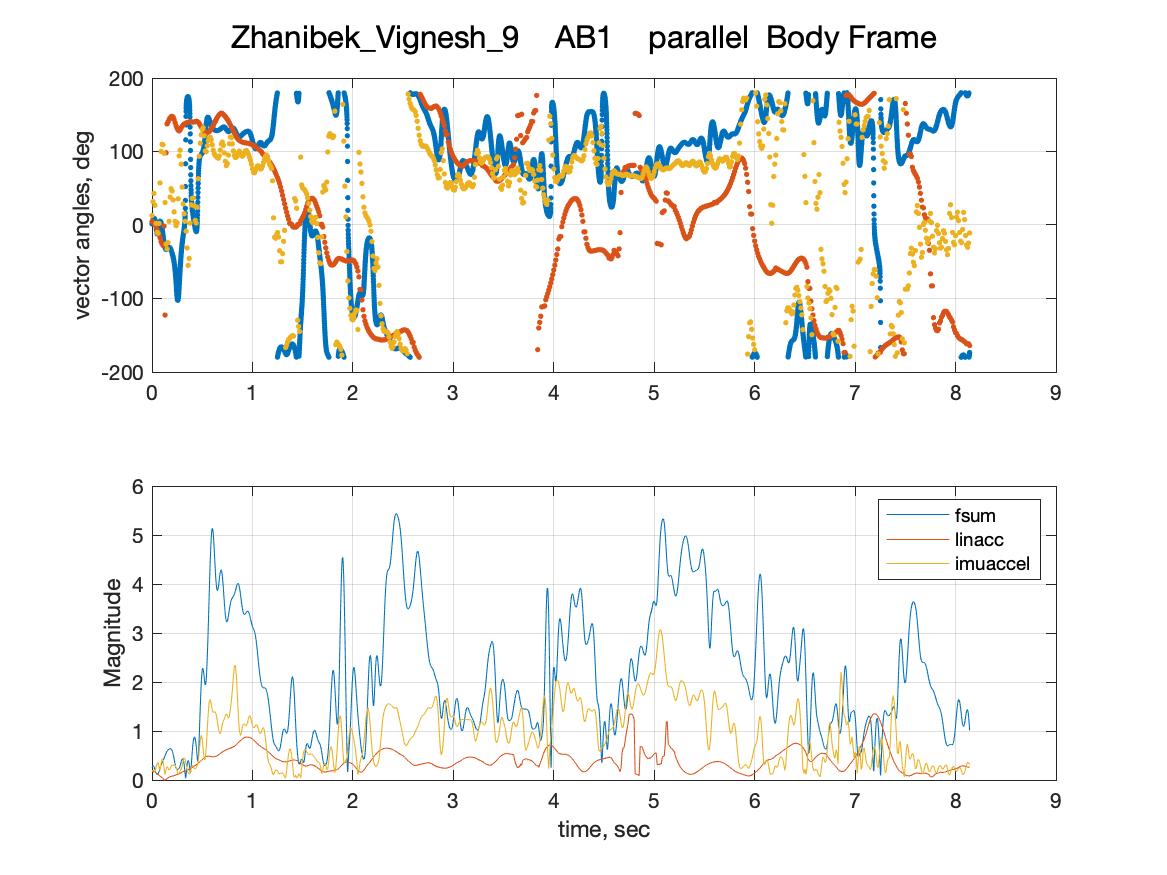 Zhanibek_Vignesh_9 AB1 parallel Body Frame
200
100
0
-100
-200
vector angles, deg
0 1 2 3 4 5 6 7 8 9
6
5
4
3
2
1
0
Magnitude
fsum
linacc
imuaccel
0 1 2 3 4 5 6 7 8 9
time, sec